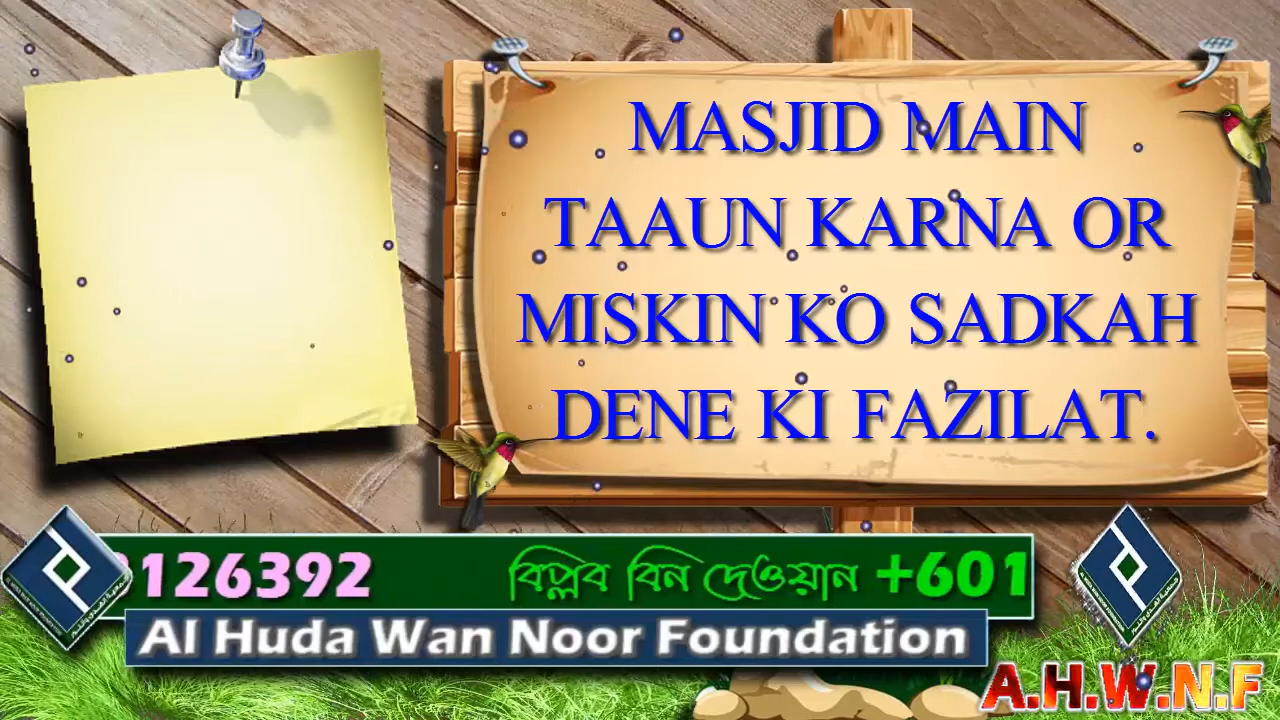 MASJID MAIN
TAAUN KARNA OR
MISKIN KO SADKAH
DENE KI FAZILAT.
126392 বিপ্লব বিন দেওয়ান +601
Al Huda Wan Noor Foundation
A.H.W.N.F